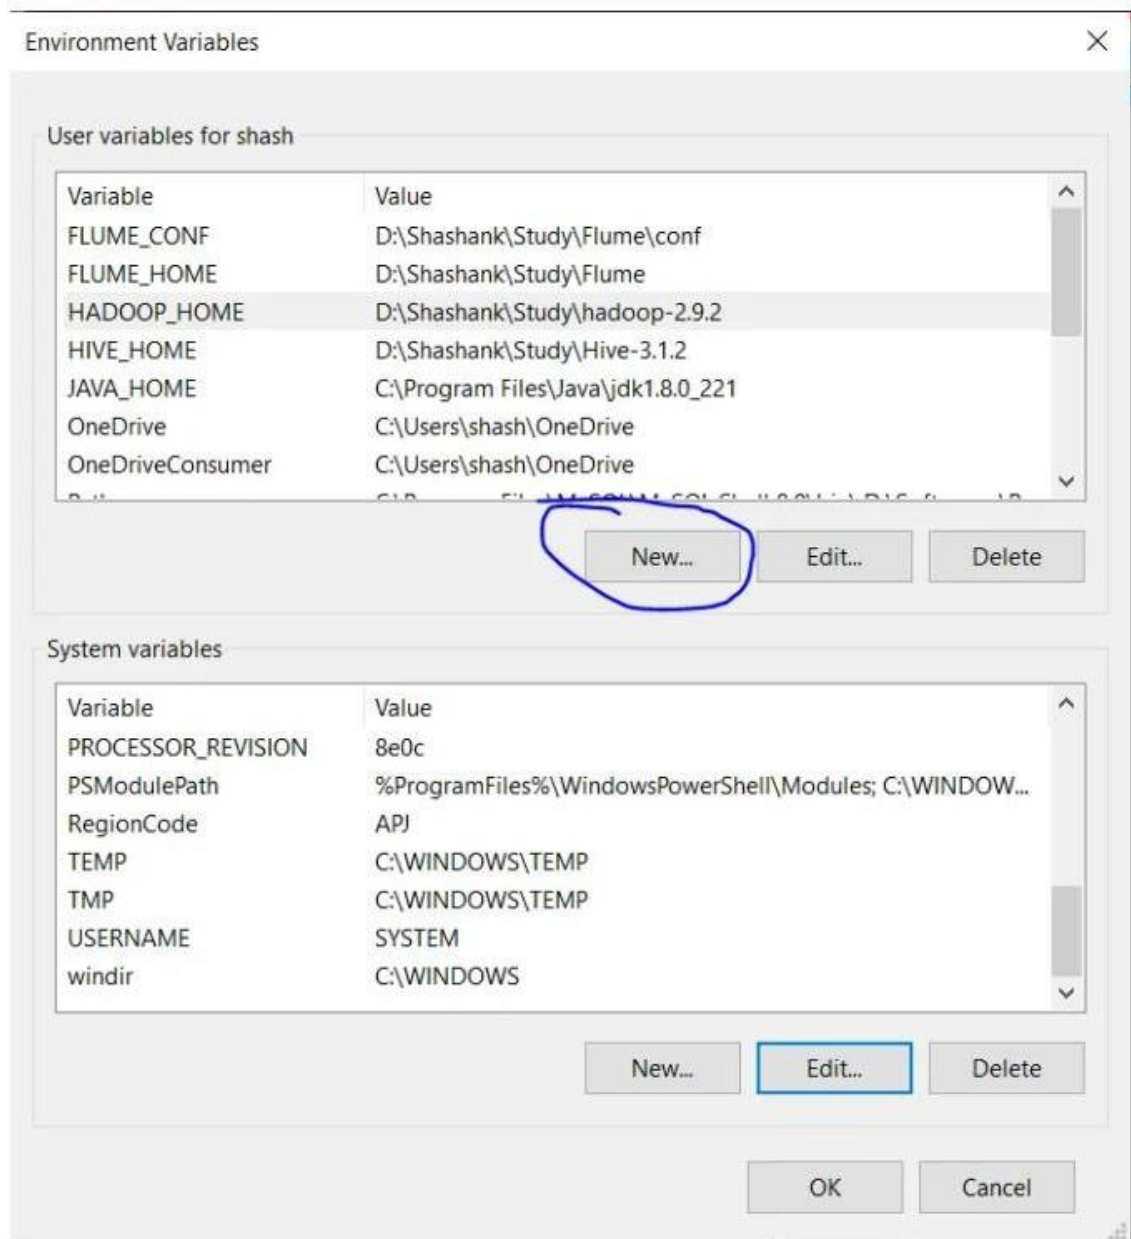 Environment Variables
User variables for shash
Variable Value
FLUME_CONF D:\Shashank\Study\Flume\conf
FLUME_HOME D:\Shashank\Study\Flume
HADOOP_HOME D:\Shashank\Study\hadoop-2.9.2
HIVE_HOME D:\Shashank\Study\Hive-3.1.2
JAVA_HOME C:\Program Files\Java\jdk1.8.0_221
OneDrive C:\Users\shash\OneDrive
OneDriveConsumer C:\Users\shash\OneDrive
New... Edit... Delete
System variables
Variable Value
PROCESSOR_REVISION 8e0c
PSModulePath %ProgramFiles%\WindowsPowerShell\Modules; C:\WINDOW...
RegionCode APJ
TEMP C:\WINDOWS\TEMP
TMP C:\WINDOWS\TEMP
USERNAME SYSTEM
windir C:\WINDOWS
New... Edit... Delete
OK Cancel